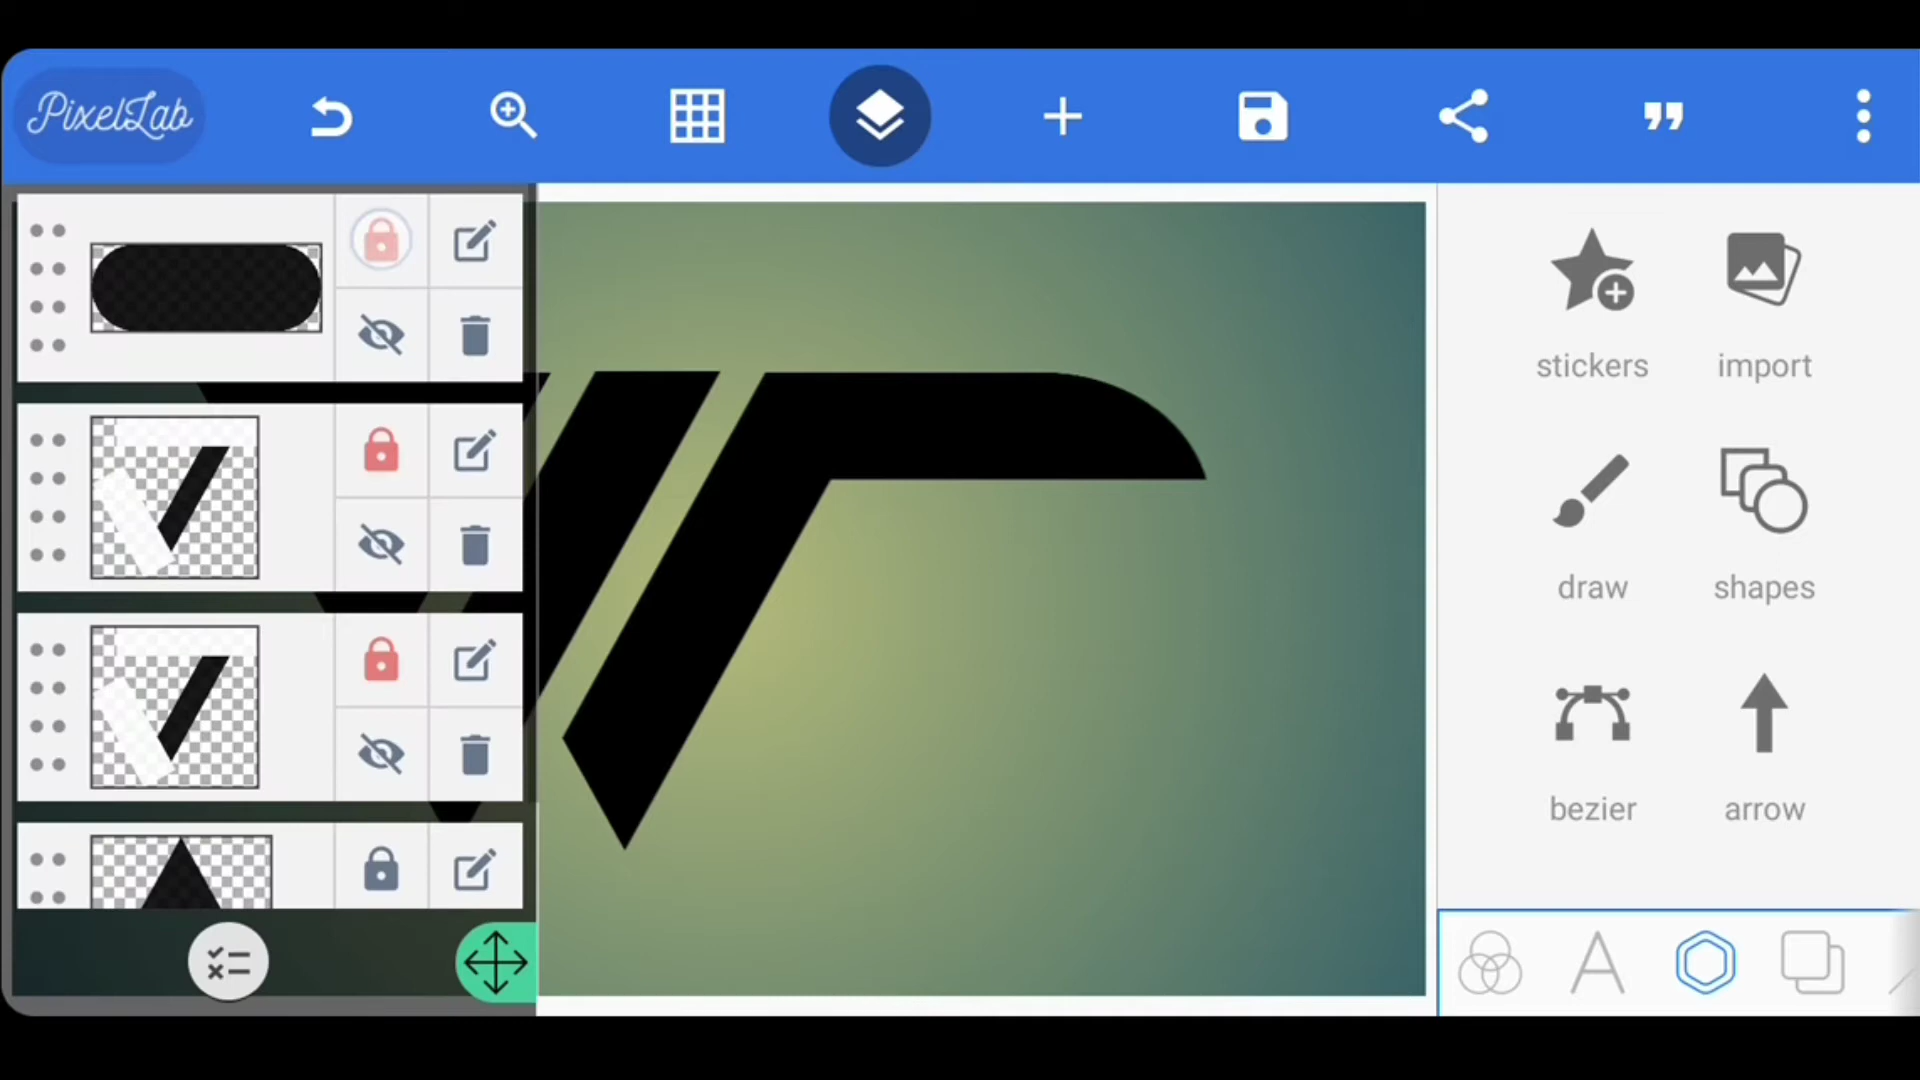 PixelLab
stickers
import
draw
shapes
bezier
arrow